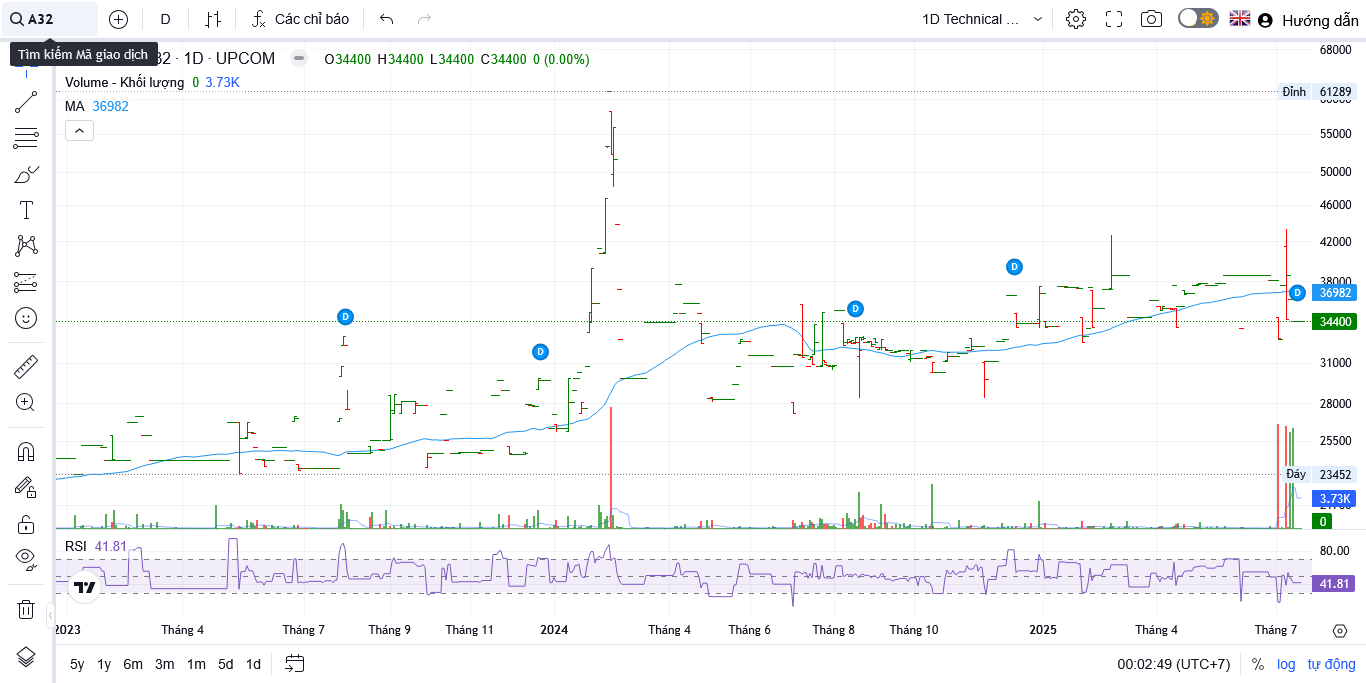 A32
D
Các chỉ báo
1D Technical ...
Hướng dẫn
Tìm kiếm Mã giao dịch
32 · 1D · UPCOM
O34400 H34400 L34400 C34400 0 (0.00%)
Volume - Khối lượng 0 3.73K
MA 36982
68000
Đỉnh 61289
60000
55000
50000
46000
42000
38000
D
D
D
D
D
36982
34400
31000
28000
25500
Đáy 23452
3.73K
21700
0
RSI 41.81
80.00
41.81
2023 Tháng 4 Tháng 7 Tháng 9 Tháng 11 2024 Tháng 4 Tháng 6 Tháng 8 Tháng 10 2025 Tháng 4 Tháng 7
5y 1y 6m 3m 1m 5d 1d
00:02:49 (UTC+7) % log tự động